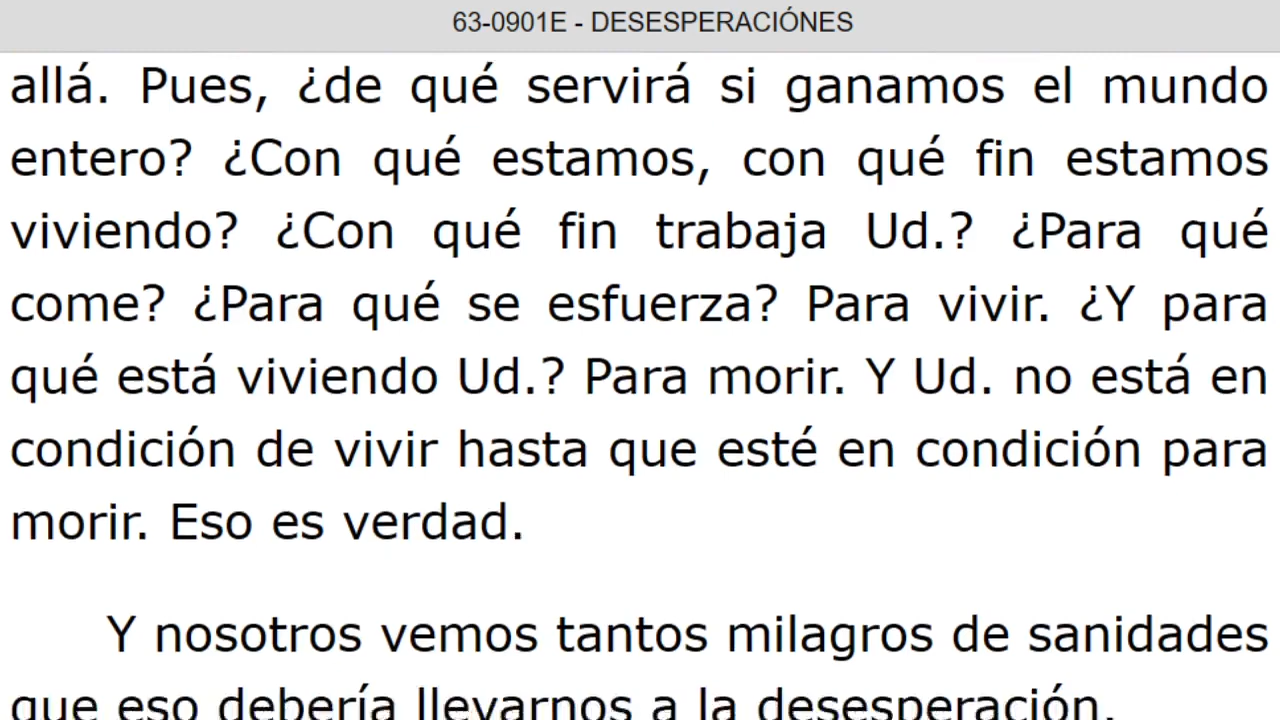 63-0901E - DESESPERACIÓNES
allá. Pues, ¿de qué servirá si ganamos el mundo
entero? ¿Con qué estamos, con qué fin estamos
viviendo? ¿Con qué fin trabaja Ud.? ¿Para qué
come? ¿Para qué se esfuerza? Para vivir. ¿Y para
qué está viviendo Ud.? Para morir. Y Ud. no está en
condición de vivir hasta que esté en condición para
morir. Eso es verdad.
Y nosotros vemos tantos milagros de sanidades
que eso debería llevarnos a la desesperación.